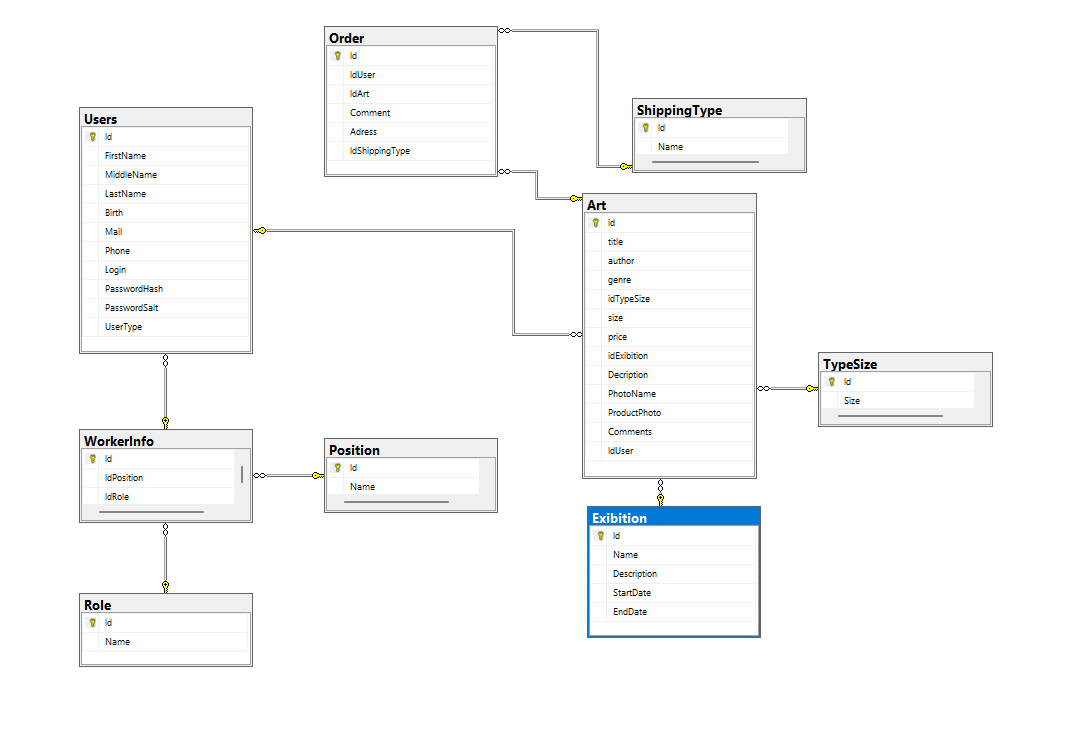 Order
Id
IdUser
IdArt
Comment
Adress
IdShippingType
ShippingType
Id
Name
Users
Id
FirstName
MiddleName
LastName
Birth
Mail
Phone
Login
PasswordHash
PasswordSalt
UserType
Art
id
title
author
genre
idTypeSize
size
price
idExibition
Decription
PhotoName
ProductPhoto
Comments
IdUser
TypeSize
Id
Size
WorkerInfo
Id
IdPosition
IdRole
Position
Id
Name
Exibition
Id
Name
Description
StartDate
EndDate
Role
Id
Name